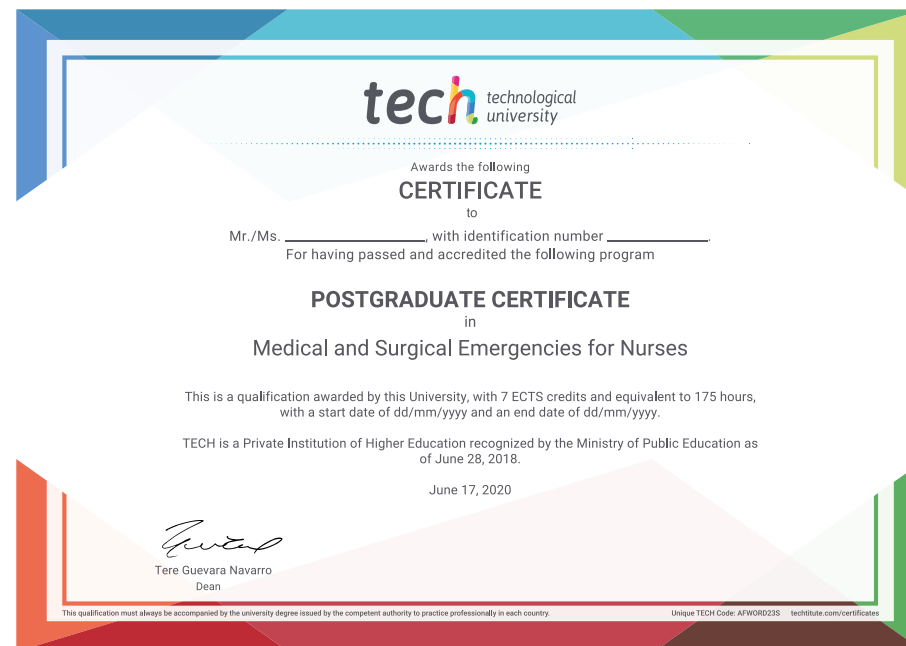 tech technological
university
Awards the following
CERTIFICATE
to
Mr./Ms. ____________________, with identification number ______________.
For having passed and accredited the following program
POSTGRADUATE CERTIFICATE
in
Medical and Surgical Emergencies for Nurses
This is a qualification awarded by this University, with 7 ECTS credits and equivalent to 175 hours,
with a start date of dd/mm/yyyy and an end date of dd/mm/yyyy.
TECH is a Private Institution of Higher Education recognized by the Ministry of Public Education as
of June 28, 2018.
June 17, 2020
Tere Guevara Navarro
Dean
This qualification must always be accompanied by the university degree issued by the competent authority to practice professionally in each country.
Unique TECH Code: AFWORD23S techtitute.com/certificates